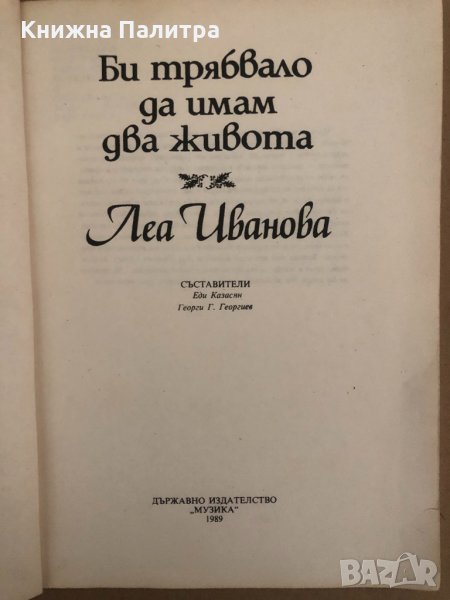 Книжна Палитра
Би трябвало
да имам
два живота
Леа Иванова
СЪСТАВИТЕЛИ
Еди Казасян
Георги Г. Георгиев
ДЪРЖАВНО ИЗДАТЕЛСТВО
„МУЗИКА“
1989
BAZAR